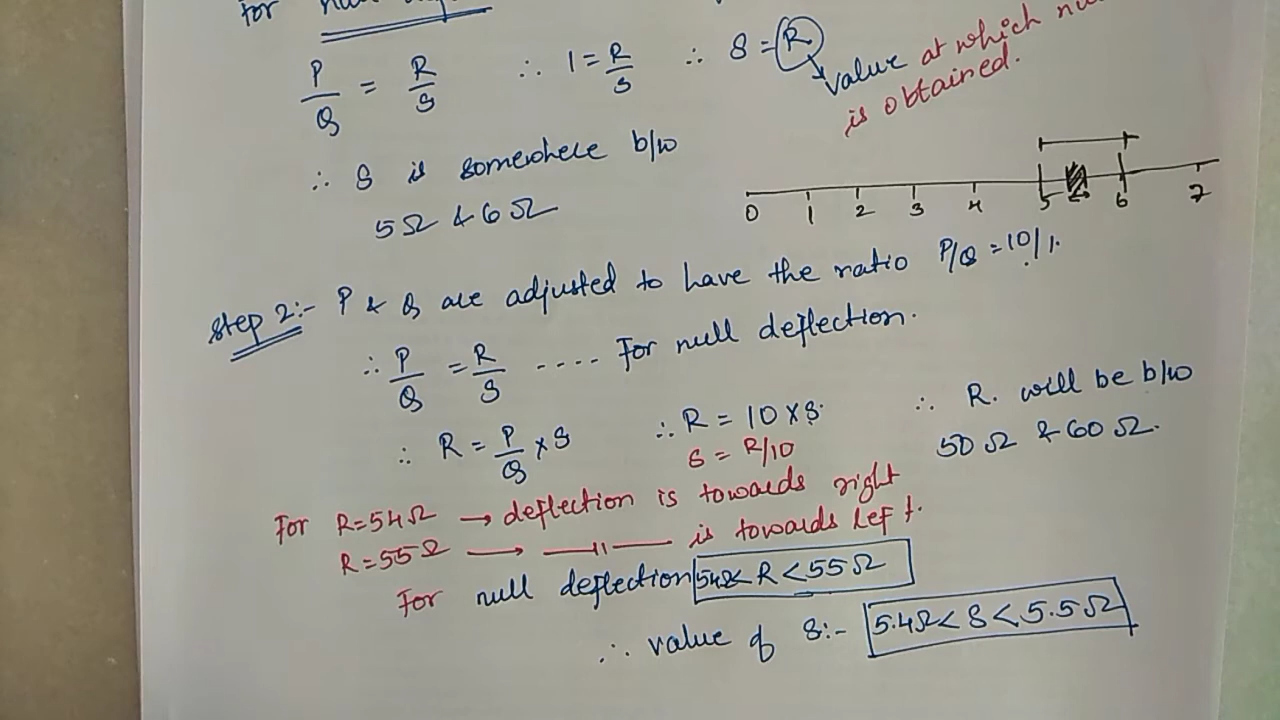 for null
P/Q = R/S ∴ 1 = R/S ∴ S = R
value at which
is obtained.
∴ S is somewhere b/w
5Ω & 6Ω
0 1 2 3 4 5 6 7
Step 2:- P & Q are adjusted to have the ratio P/Q = 10/1.
∴ P/Q = R/S .... For null deflection.
∴ R = P/Q × S ∴ R = 10 × S. ∴ R. will be b/w
S = R/10 50Ω & 60Ω.
For R=54Ω → deflection is towards right
R=55Ω → —11— is towards Left.
For null deflection 54Ω < R < 55Ω
∴ value of S:- 5.4Ω < S < 5.5Ω